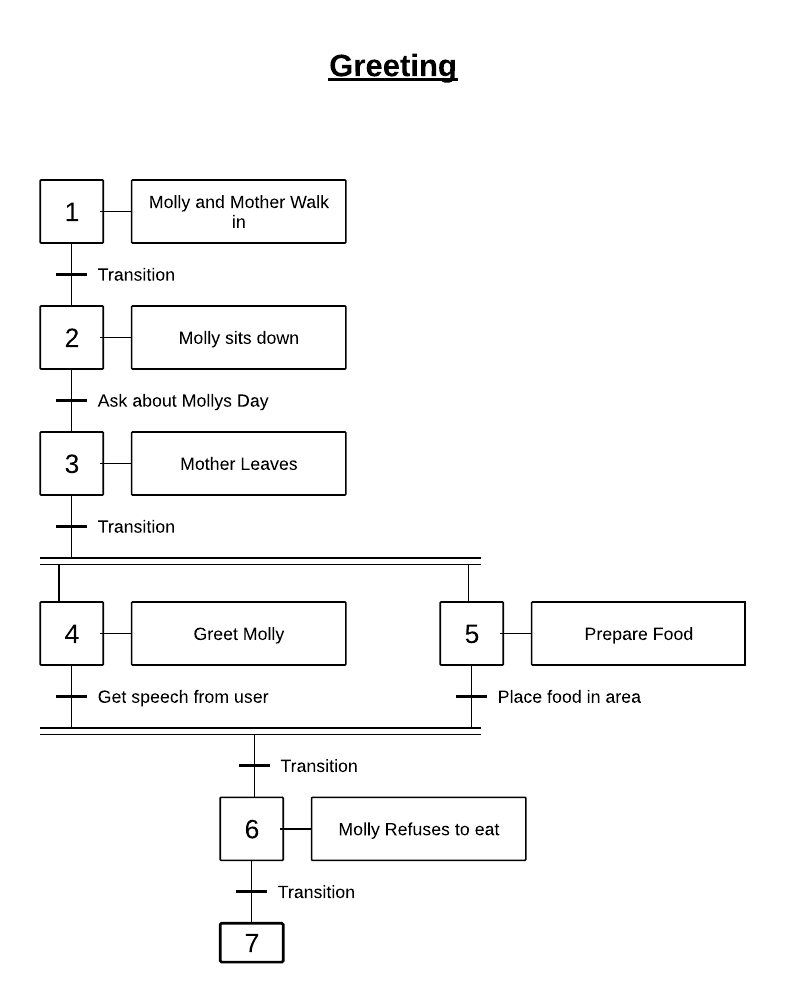 Greeting
1
Molly and Mother Walk
in
Transition
2
Molly sits down
Ask about Mollys Day
3
Mother Leaves
Transition
4
Greet Molly
5
Prepare Food
Get speech from user
Place food in area
Transition
6
Molly Refuses to eat
Transition
7